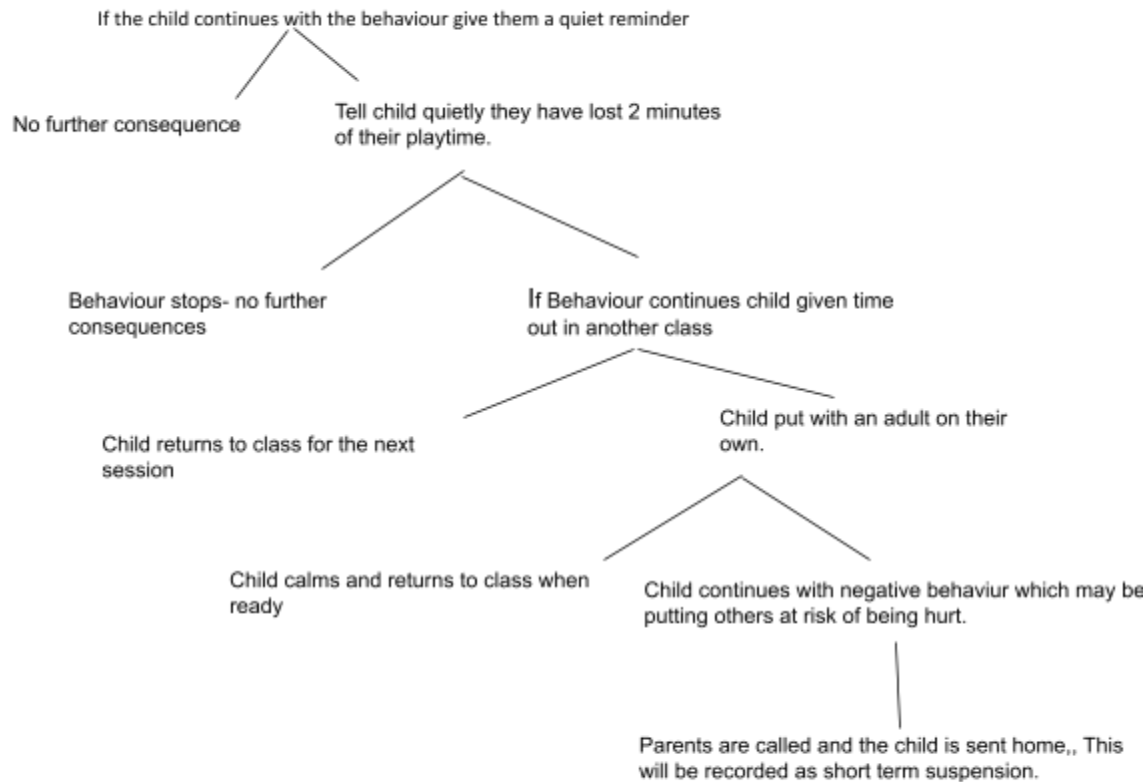 If the child continues with the behaviour give them a quiet reminder
No further consequence
Tell child quietly they have lost 2 minutes
of their playtime.
Behaviour stops- no further
consequences
If Behaviour continues child given time
out in another class
Child returns to class for the next
session
Child put with an adult on their
own.
Child calms and returns to class when
ready
Child continues with negative behaviur which may be
putting others at risk of being hurt.
Parents are called and the child is sent home,, This
will be recorded as short term suspension.